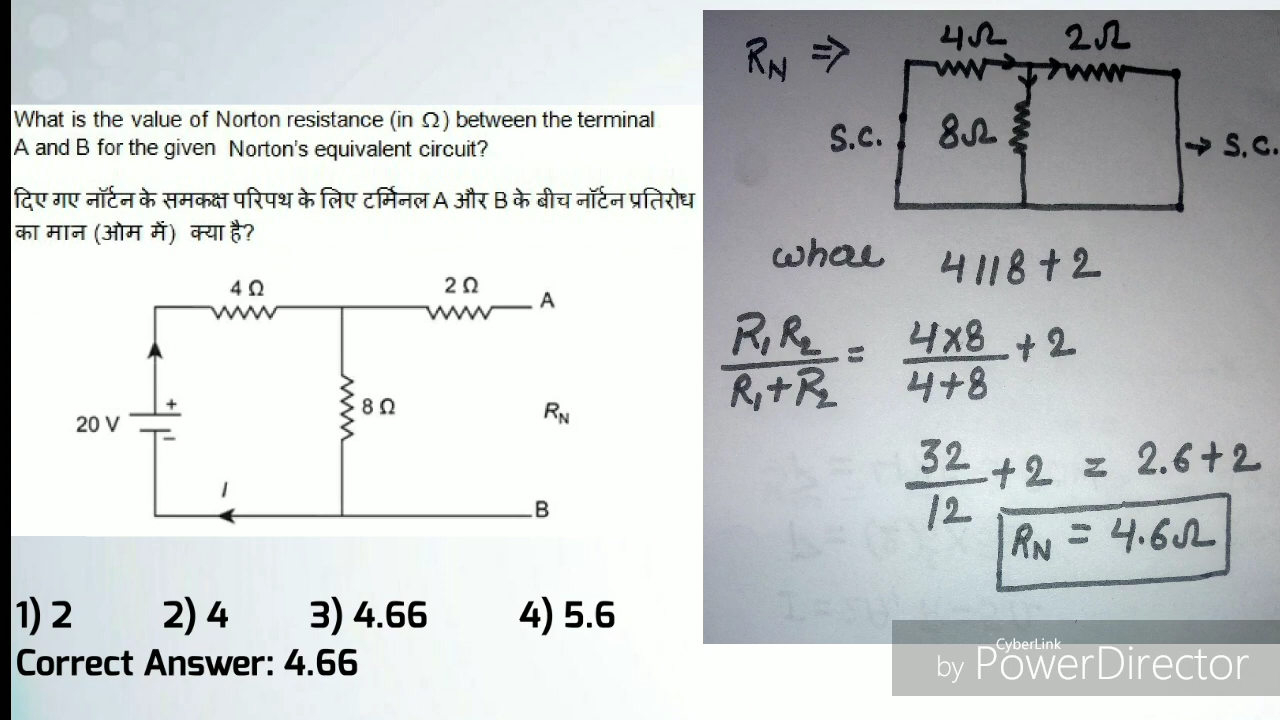 What is the value of Norton resistance (in Ω) between the terminal
A and B for the given Norton's equivalent circuit?
दिए गए नॉर्टन के समकक्ष परिपथ के लिए टर्मिनल A और B के बीच नॉर्टन प्रतिरोध
का मान (ओम में) क्या है?
4 Ω
2 Ω
A
8 Ω
20 V
+
−
R_N
I
B
1) 2 2) 4 3) 4.66 4) 5.6
Correct Answer: 4.66
R_N ⇒
4Ω 2Ω
S.C. 8Ω → S.C.
4||8+2
R₁R₂/R₁+R₂ = 4×8/4+8 + 2
32/12 + 2 = 2.6+2
R_N = 4.6Ω
CyberLink
by PowerDirector